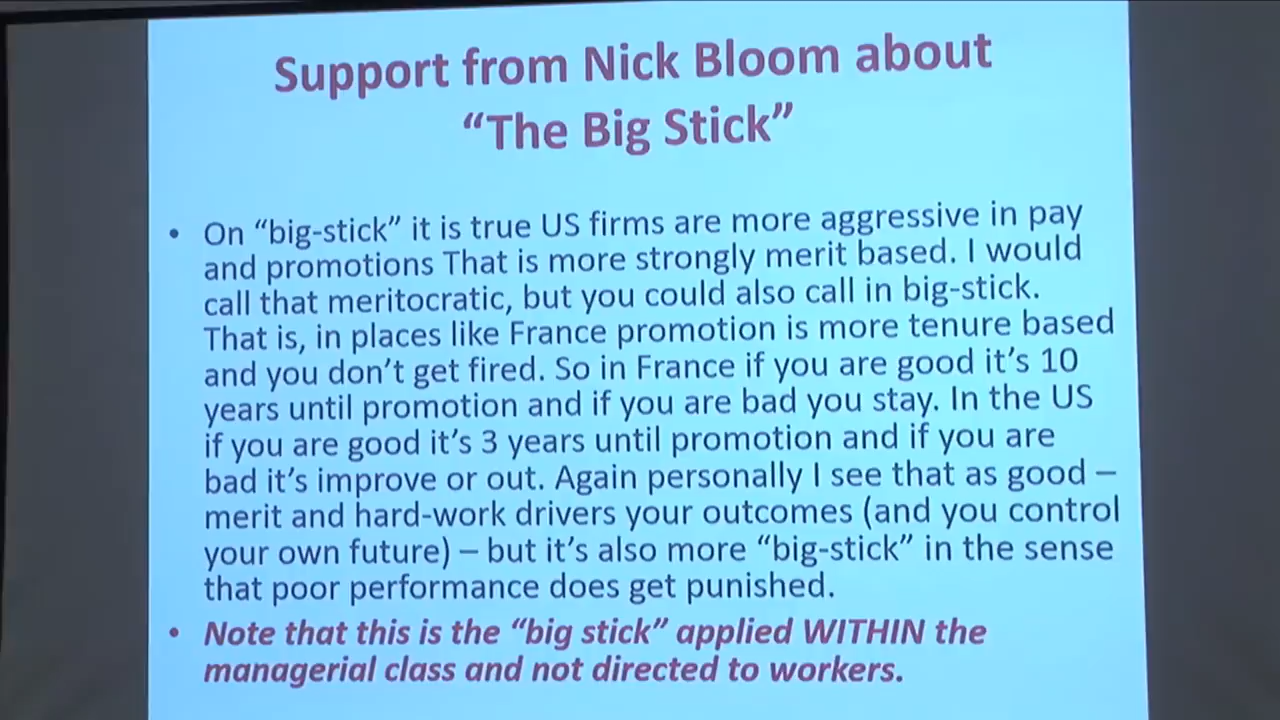 Support from Nick Bloom about
“The Big Stick”
• On “big-stick” it is true US firms are more aggressive in pay
and promotions That is more strongly merit based. I would
call that meritocratic, but you could also call in big-stick.
That is, in places like France promotion is more tenure based
and you don’t get fired. So in France if you are good it’s 10
years until promotion and if you are bad you stay. In the US
if you are good it’s 3 years until promotion and if you are
bad it’s improve or out. Again personally I see that as good –
merit and hard-work drivers your outcomes (and you control
your own future) – but it’s also more “big-stick” in the sense
that poor performance does get punished.
• Note that this is the “big stick” applied WITHIN the
managerial class and not directed to workers.